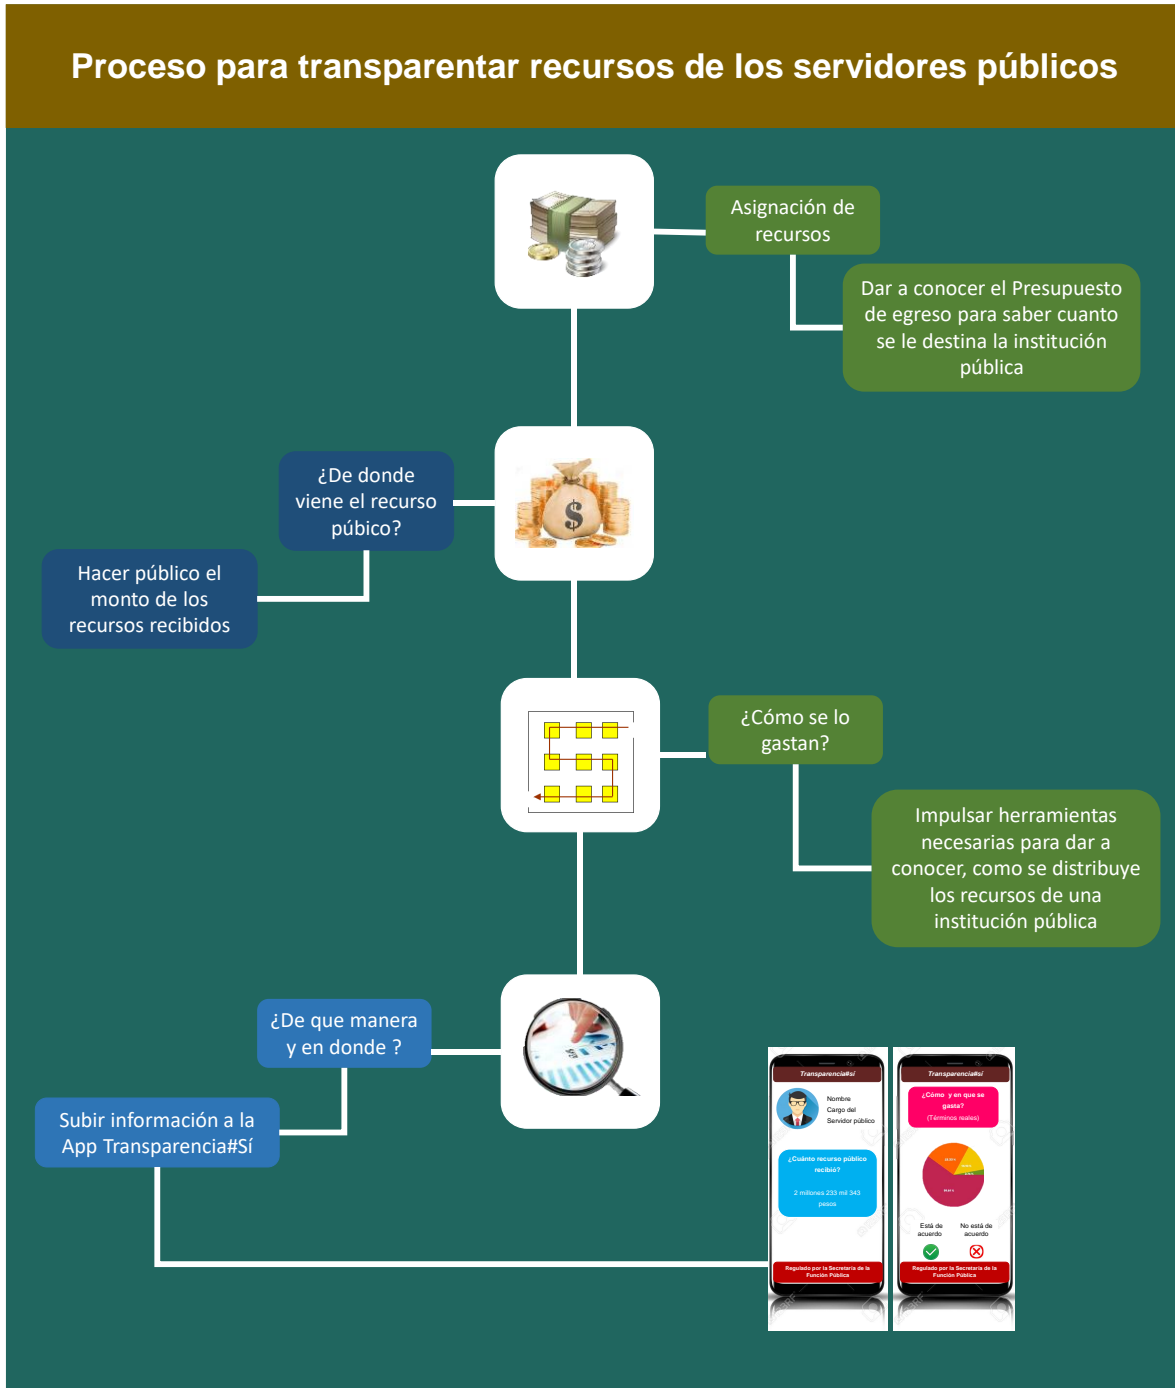 Proceso para transparentar recursos de los servidores públicos
Asignación de
recursos
Dar a conocer el Presupuesto
de egreso para saber cuanto
se le destina la institución
pública
¿De donde
viene el recurso
púbico?
Hacer público el
monto de los
recursos recibidos
¿Cómo se lo
gastan?
Impulsar herramientas
necesarias para dar a
conocer, como se distribuye
los recursos de una
institución pública
¿De que manera
y en donde ?
Subir información a la
App Transparencia#Sí
Transparencia#sí
Nombre
Cargo del
Servidor público
¿Cuánto recurso público
recibió?
2 millones 233 mil 343
pesos
Regulado por la Secretaría de la
Función Pública
Transparencia#sí
¿Cómo y en que se
gasta?
(Términos reales)
Está de
acuerdo
No está de
acuerdo
Regulado por la Secretaría de la
Función Pública